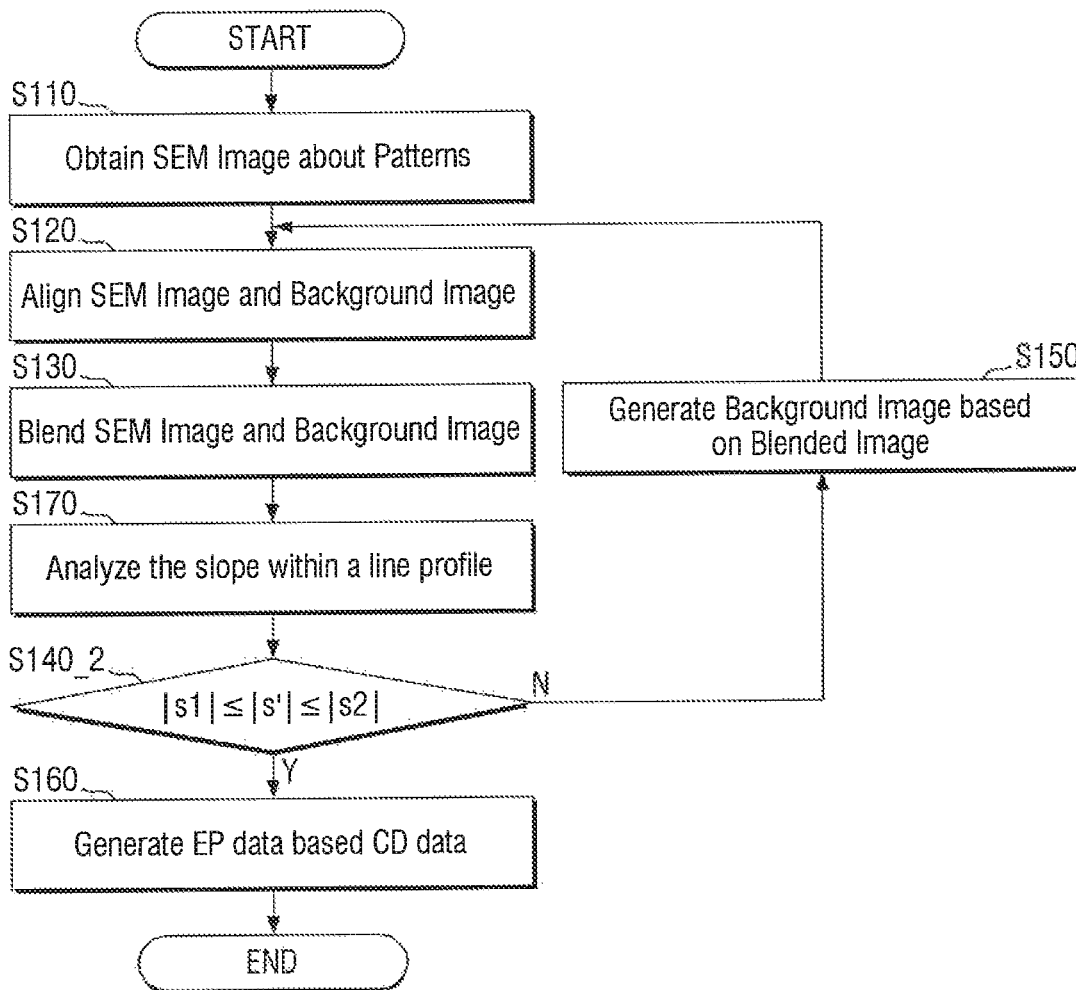 START
S110
Obtain SEM Image about Patterns
S120
Align SEM Image and Background Image
S130
Blend SEM Image and Background Image
S150
Generate Background Image based
on Blended Image
S170
Analyze the slope within a line profile
S140_2
|s1| ≤ |s'| ≤ |s2|
N
Y
S160
Generate EP data based CD data
END